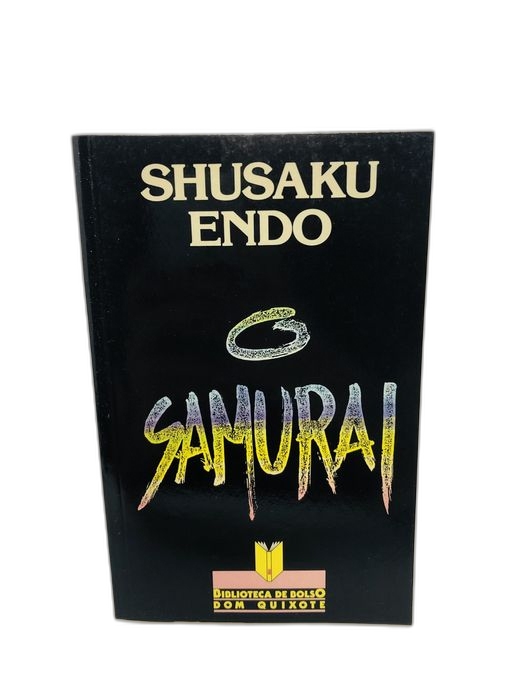 SHUSAKU
ENDO
O
SAMURAI
BIBLIOTECA DE BOLSO
DOM QUIXOTE